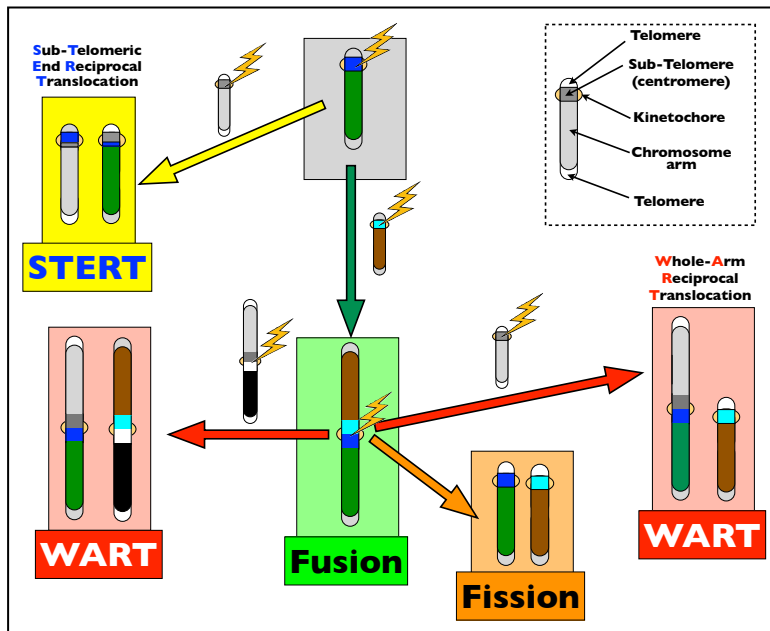 Sub-Telomeric
End Reciprocal
Translocation
STERT
Telomere
Sub-Telomere
(centromere)
Kinetochore
Chromosome
arm
Telomere
Whole-Arm
Reciprocal
Translocation
WART
Fusion
Fission
WART